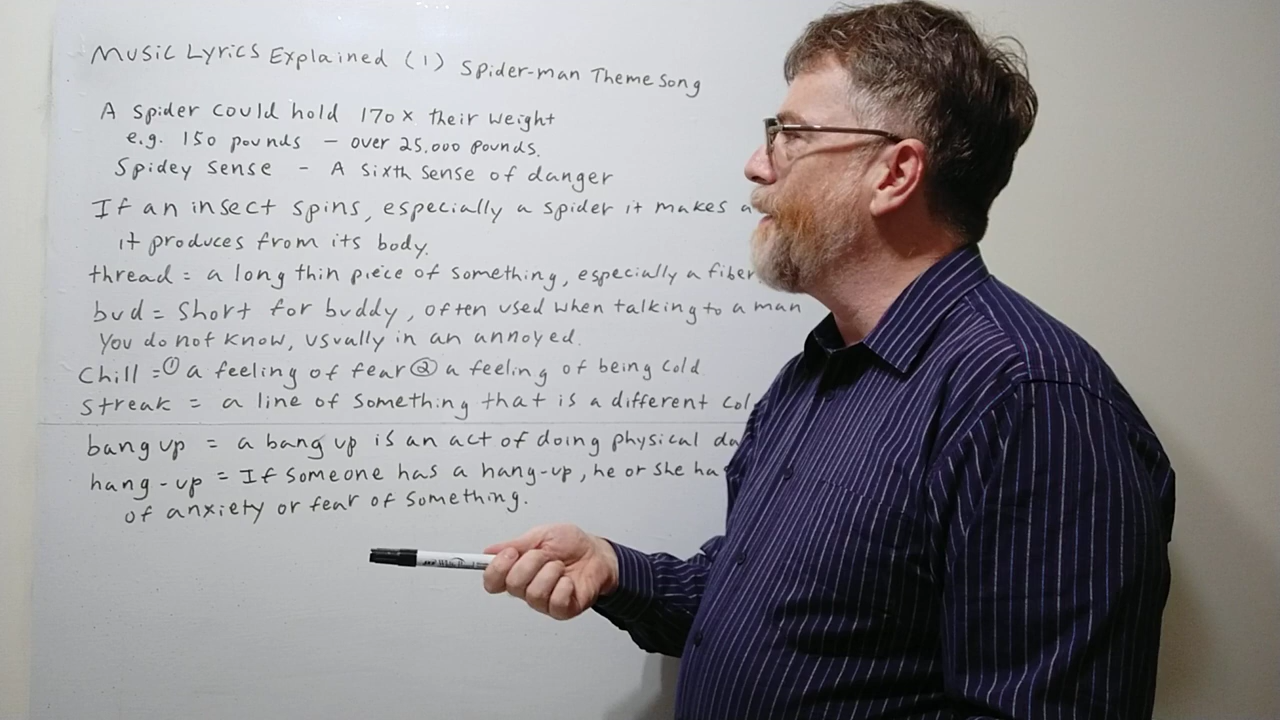 Music Lyrics Explained (1) Spider-man Theme Song
A spider could hold 170 x their weight
e.g. 150 pounds – over 25,000 pounds.
Spidey Sense - A sixth sense of danger
If an insect spins, especially a spider it makes a
it produces from its body.
thread = a long thin piece of something, especially a fiber
bud = short for buddy, often used when talking to a man
You do not know, usually in an annoyed.
Chill = ① a feeling of fear ② a feeling of being cold
Streak = a line of something that is a different
bang up = a bang up is an act of doing physical
hang-up = If someone has a hang-up, he or she
of anxiety or fear of something.